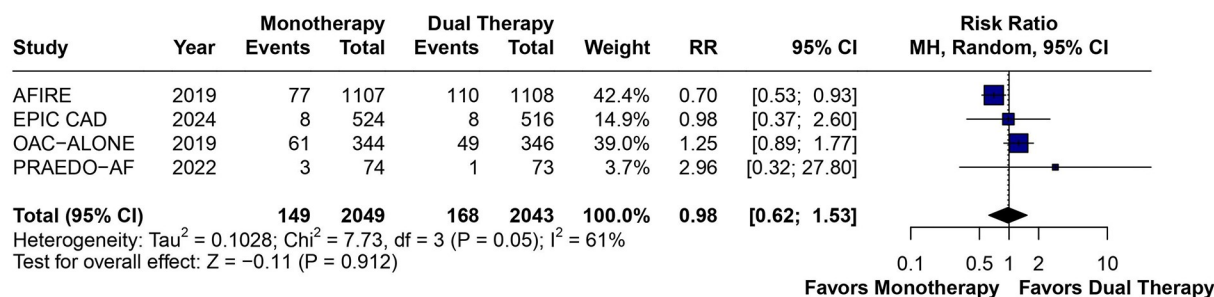 Monotherapy Dual Therapy Risk Ratio
Study Year Events Total Events Total Weight RR 95% CI MH, Random, 95% CI
AFIRE 2019 77 1107 110 1108 42.4% 0.70 [0.53; 0.93]
EPIC CAD 2024 8 524 8 516 14.9% 0.98 [0.37; 2.60]
OAC−ALONE 2019 61 344 49 346 39.0% 1.25 [0.89; 1.77]
PRAEDO−AF 2022 3 74 1 73 3.7% 2.96 [0.32; 27.80]
Total (95% CI) 149 2049 168 2043 100.0% 0.98 [0.62; 1.53]
Heterogeneity: Tau² = 0.1028; Chi² = 7.73, df = 3 (P = 0.05); I² = 61%
Test for overall effect: Z = −0.11 (P = 0.912)
0.1 0.5 1 2 10
Favors Monotherapy Favors Dual Therapy